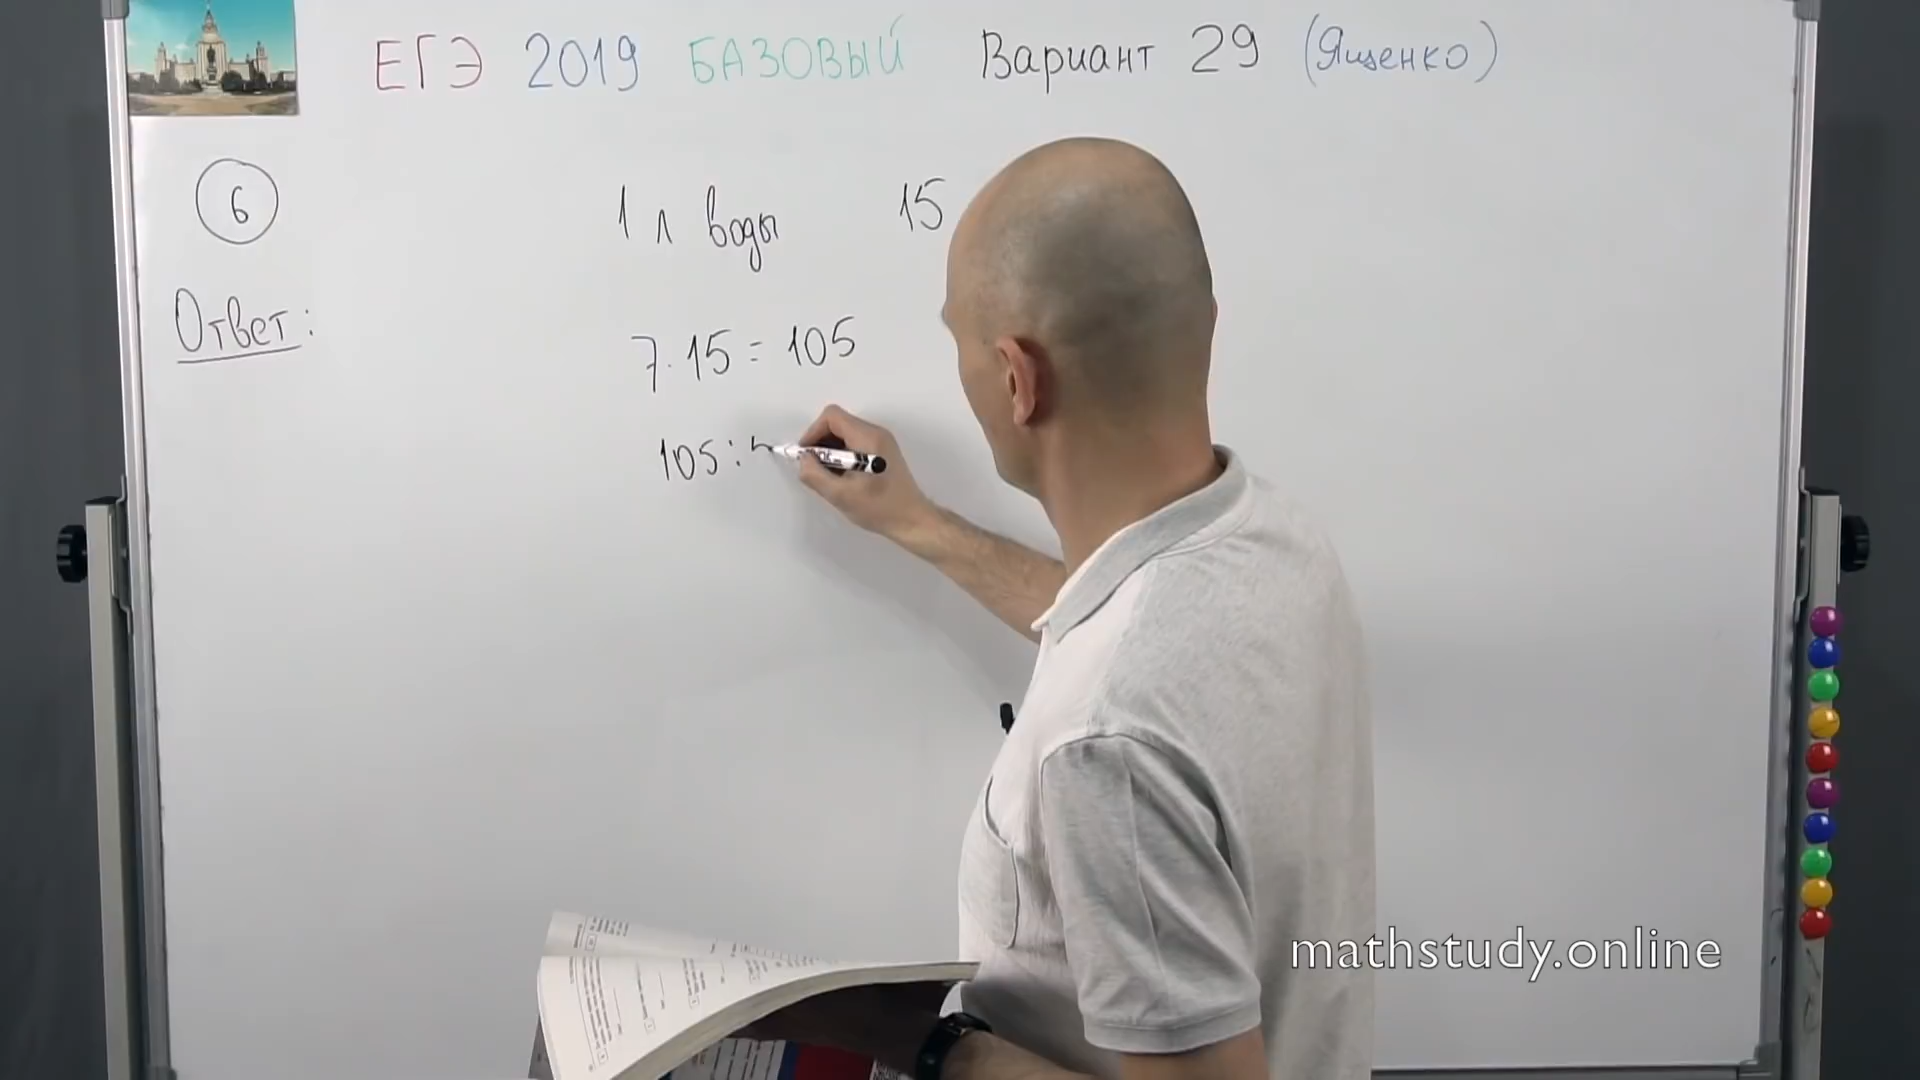 ЕГЭ 2019 БАЗОВЫЙ Вариант 29 (Ященко)
6
1 л воды 15
Ответ:
7·15=105
105:
mathstudy.online